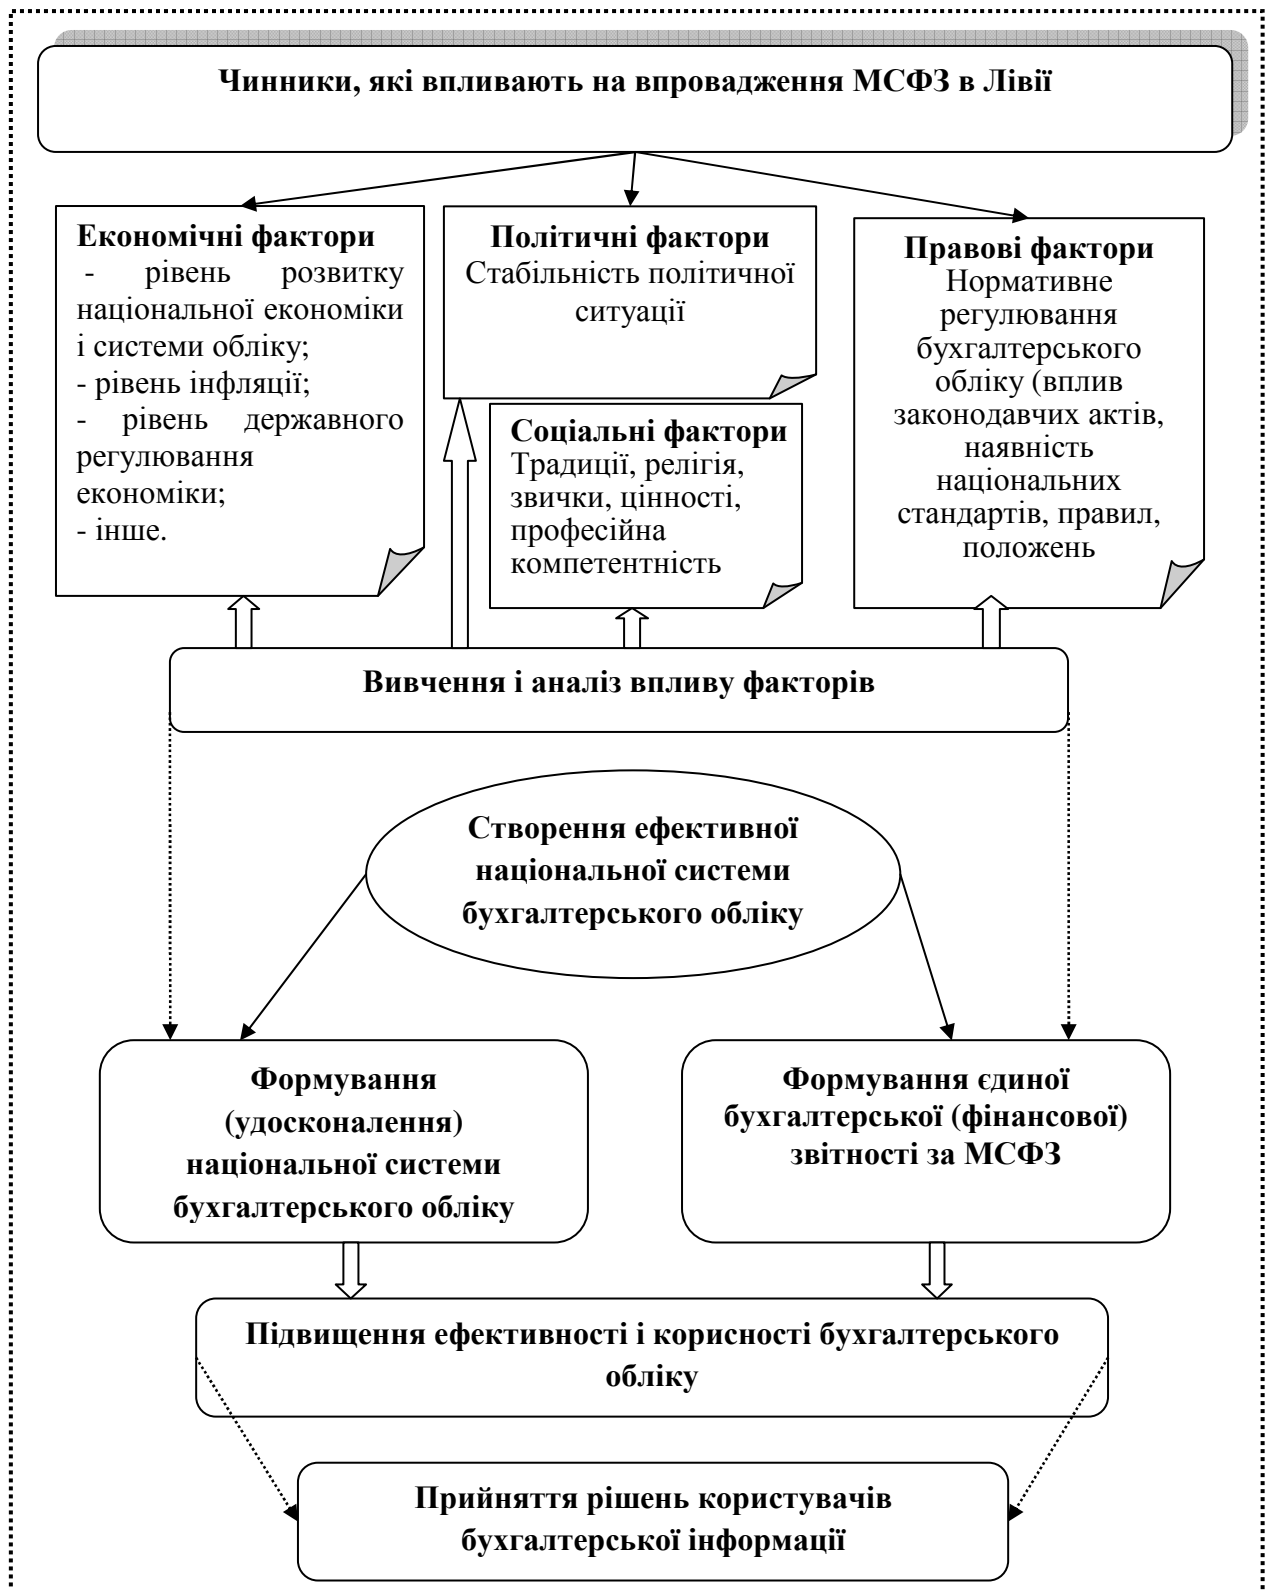 Чинники, які впливають на впровадження МСФЗ в Лівії
Економічні фактори
- рівень розвитку
національної економіки
і системи обліку;
- рівень інфляції;
- рівень державного
регулювання
економіки;
- інше.
Політичні фактори
Стабільність політичної
ситуації
Соціальні фактори
Традиції, релігія,
звички, цінності,
професійна
компетентність
Правові фактори
Нормативне
регулювання
бухгалтерського
обліку (вплив
законодавчих актів,
наявність
національних
стандартів, правил,
положень
Вивчення і аналіз впливу факторів
Створення ефективної
національної системи
бухгалтерського обліку
Формування
(удосконалення)
національної системи
бухгалтерського обліку
Формування єдиної
бухгалтерської (фінансової)
звітності за МСФЗ
Підвищення ефективності і корисності бухгалтерського
обліку
Прийняття рішень користувачів
бухгалтерської інформації